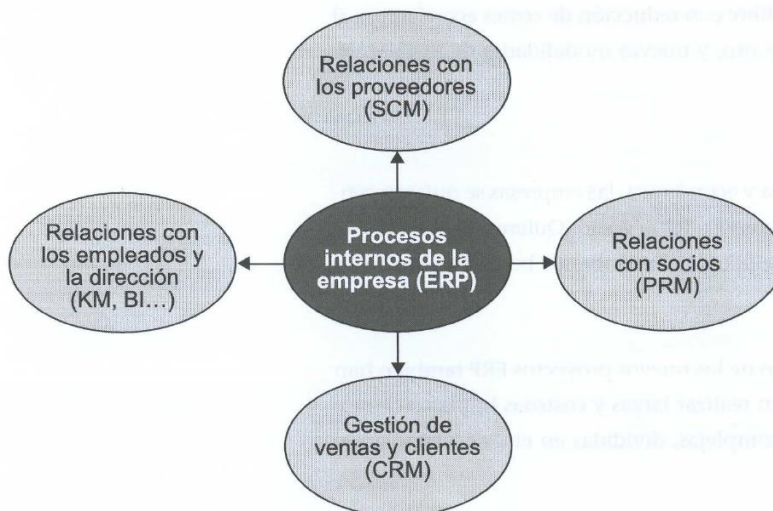 Relaciones con
los proveedores
(SCM)
Relaciones con
los empleados y
la dirección
(KM, BI...)
Procesos
internos de la
empresa (ERP)
Relaciones
con socios
(PRM)
Gestión de
ventas y clientes
(CRM)